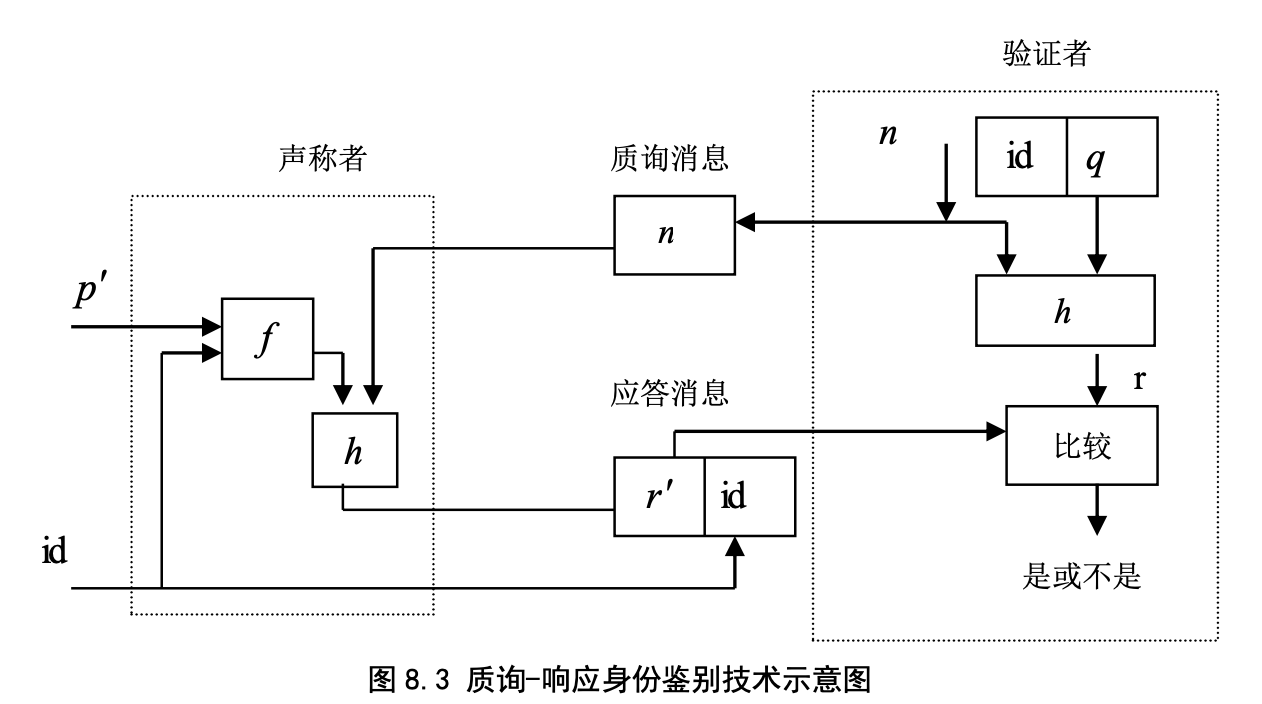 验证者
n
id q
声称者
质询消息
n
p′
f
h
r
应答消息
h
比较
r′ id
id
是或不是
图 8.3 质询-响应身份鉴别技术示意图